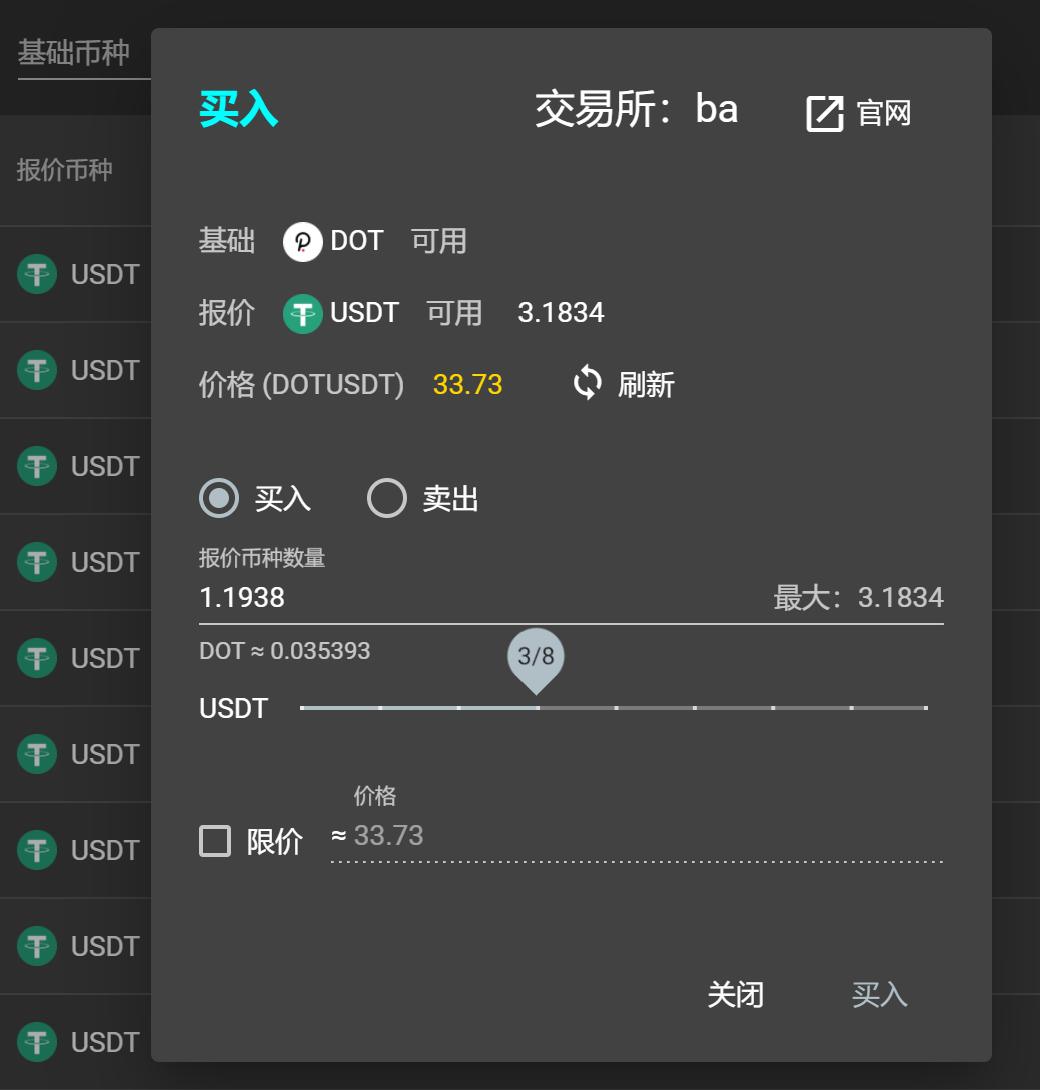 基础币种
报价币种
USDT
USDT
USDT
USDT
USDT
USDT
USDT
USDT
USDT
买入 交易所：ba 官网
基础 DOT 可用
报价 USDT 可用 3.1834
价格 (DOTUSDT) 33.73 刷新
买入 卖出
报价币种数量
1.1938 最大：3.1834
DOT ≈ 0.035393
3/8
USDT
价格
限价 ≈ 33.73
关闭 买入